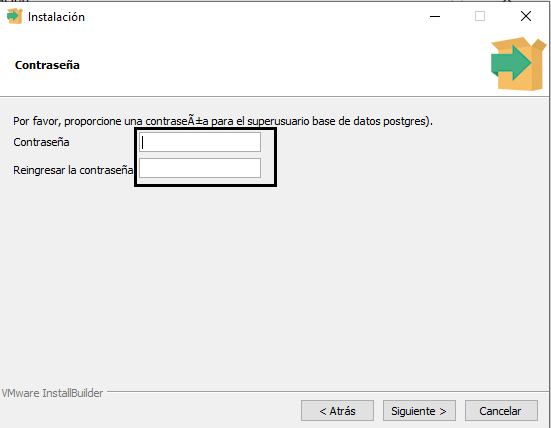 Instalación
Contraseña
Por favor, proporcione una contraseÃ±a para el superusuario base de datos postgres).
Contraseña
Reingresar la contraseña
VMware InstallBuilder
< Atrás
Siguiente >
Cancelar